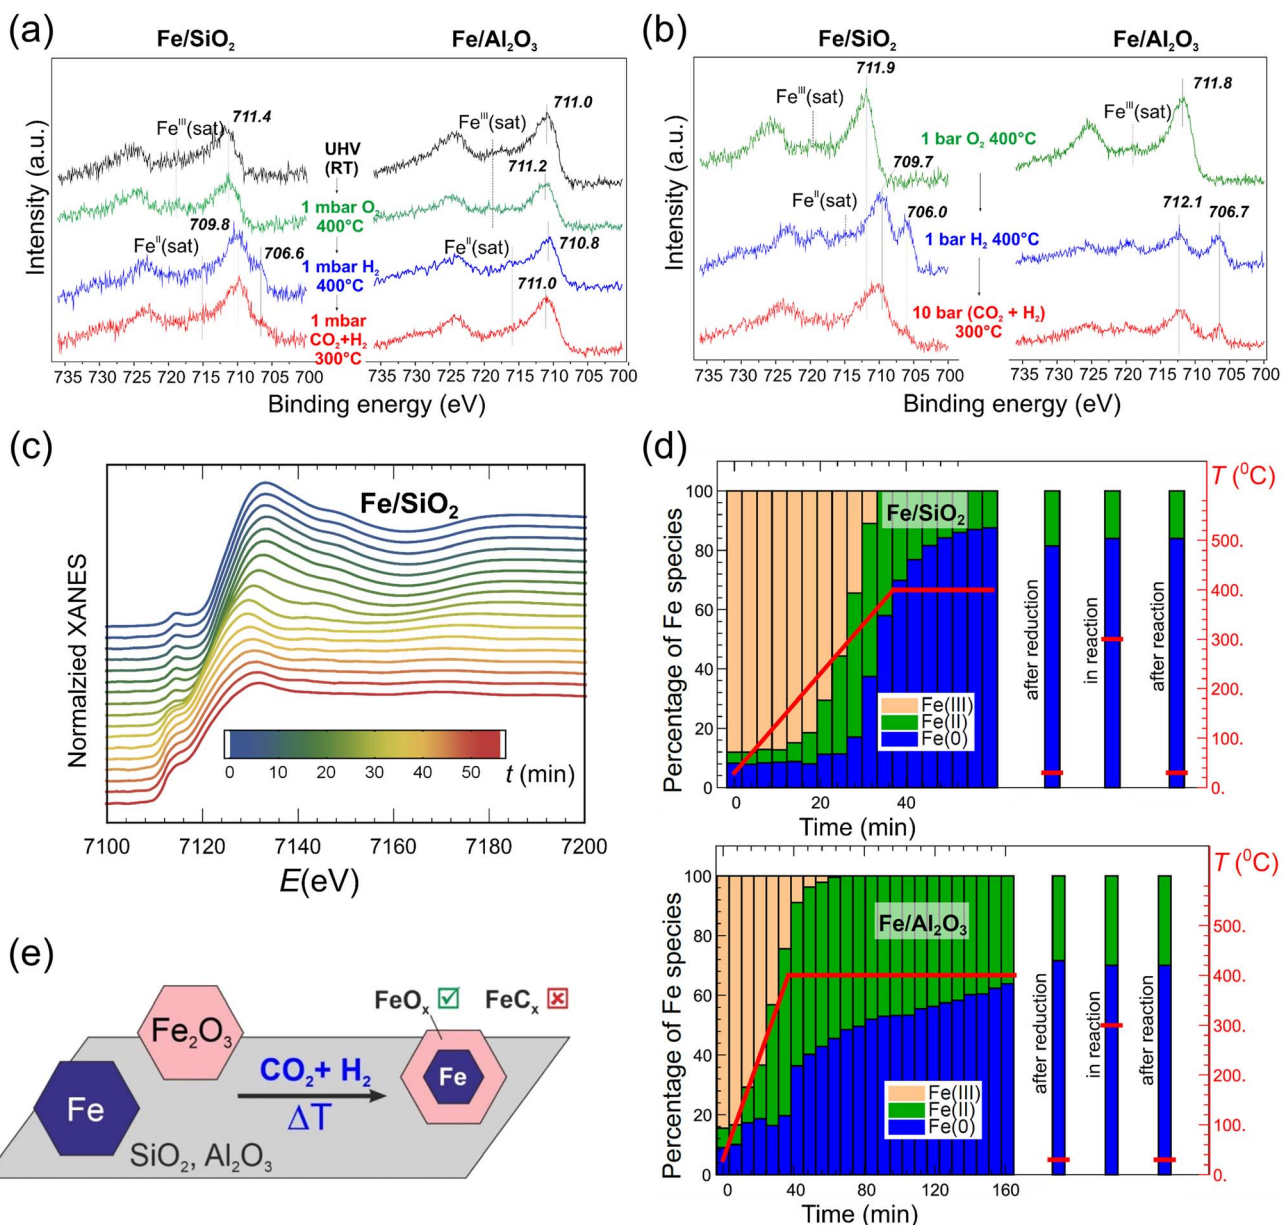 (a)
Fe/SiO₂
Fe/Al₂O₃
Intensity (a.u.)
Feᴵᴵᴵ(sat)
711.4
UHV
(RT)
Feᴵᴵᴵ(sat)
711.0
1 mbar O₂
400°C
711.2
709.8
Feᴵᴵ(sat)
706.6
1 mbar H₂
400°C
Feᴵᴵ(sat)
710.8
1 mbar
CO₂+H₂
300°C
711.0
735 730 725 720 715 710 705 700
735 730 725 720 715 710 705 700
Binding energy (eV)
(b)
Fe/SiO₂
Fe/Al₂O₃
Intensity (a.u.)
711.9
Feᴵᴵᴵ(sat)
1 bar O₂ 400°C
Feᴵᴵᴵ(sat)
711.8
709.7
Feᴵᴵ(sat)
706.0
1 bar H₂ 400°C
712.1
706.7
10 bar (CO₂ + H₂)
300°C
735 730 725 720 715 710 705 700
735 730 725 720 715 710 705 700
Binding energy (eV)
(c)
Fe/SiO₂
Normalzied XANES
0 10 20 30 40 50 t (min)
7100 7120 7140 7160 7180 7200
E(eV)
(d)
T (⁰C)
Percentage of Fe species
100
80
60
40
20
0
Fe/SiO₂
Fe(III)
Fe(II)
Fe(0)
after reduction
in reaction
after reaction
500.
400.
300.
200.
100.
0.
0 20 40
Time (min)
T (⁰C)
Percentage of Fe species
100
80
60
40
20
0
Fe/Al₂O₃
Fe(III)
Fe(II)
Fe(0)
after reduction
in reaction
after reaction
500.
400.
300.
200.
100.
0.
0 40 80 120 160
Time (min)
(e)
FeOₓ
FeCₓ
Fe₂O₃
Fe
CO₂+ H₂
ΔT
Fe
SiO₂, Al₂O₃